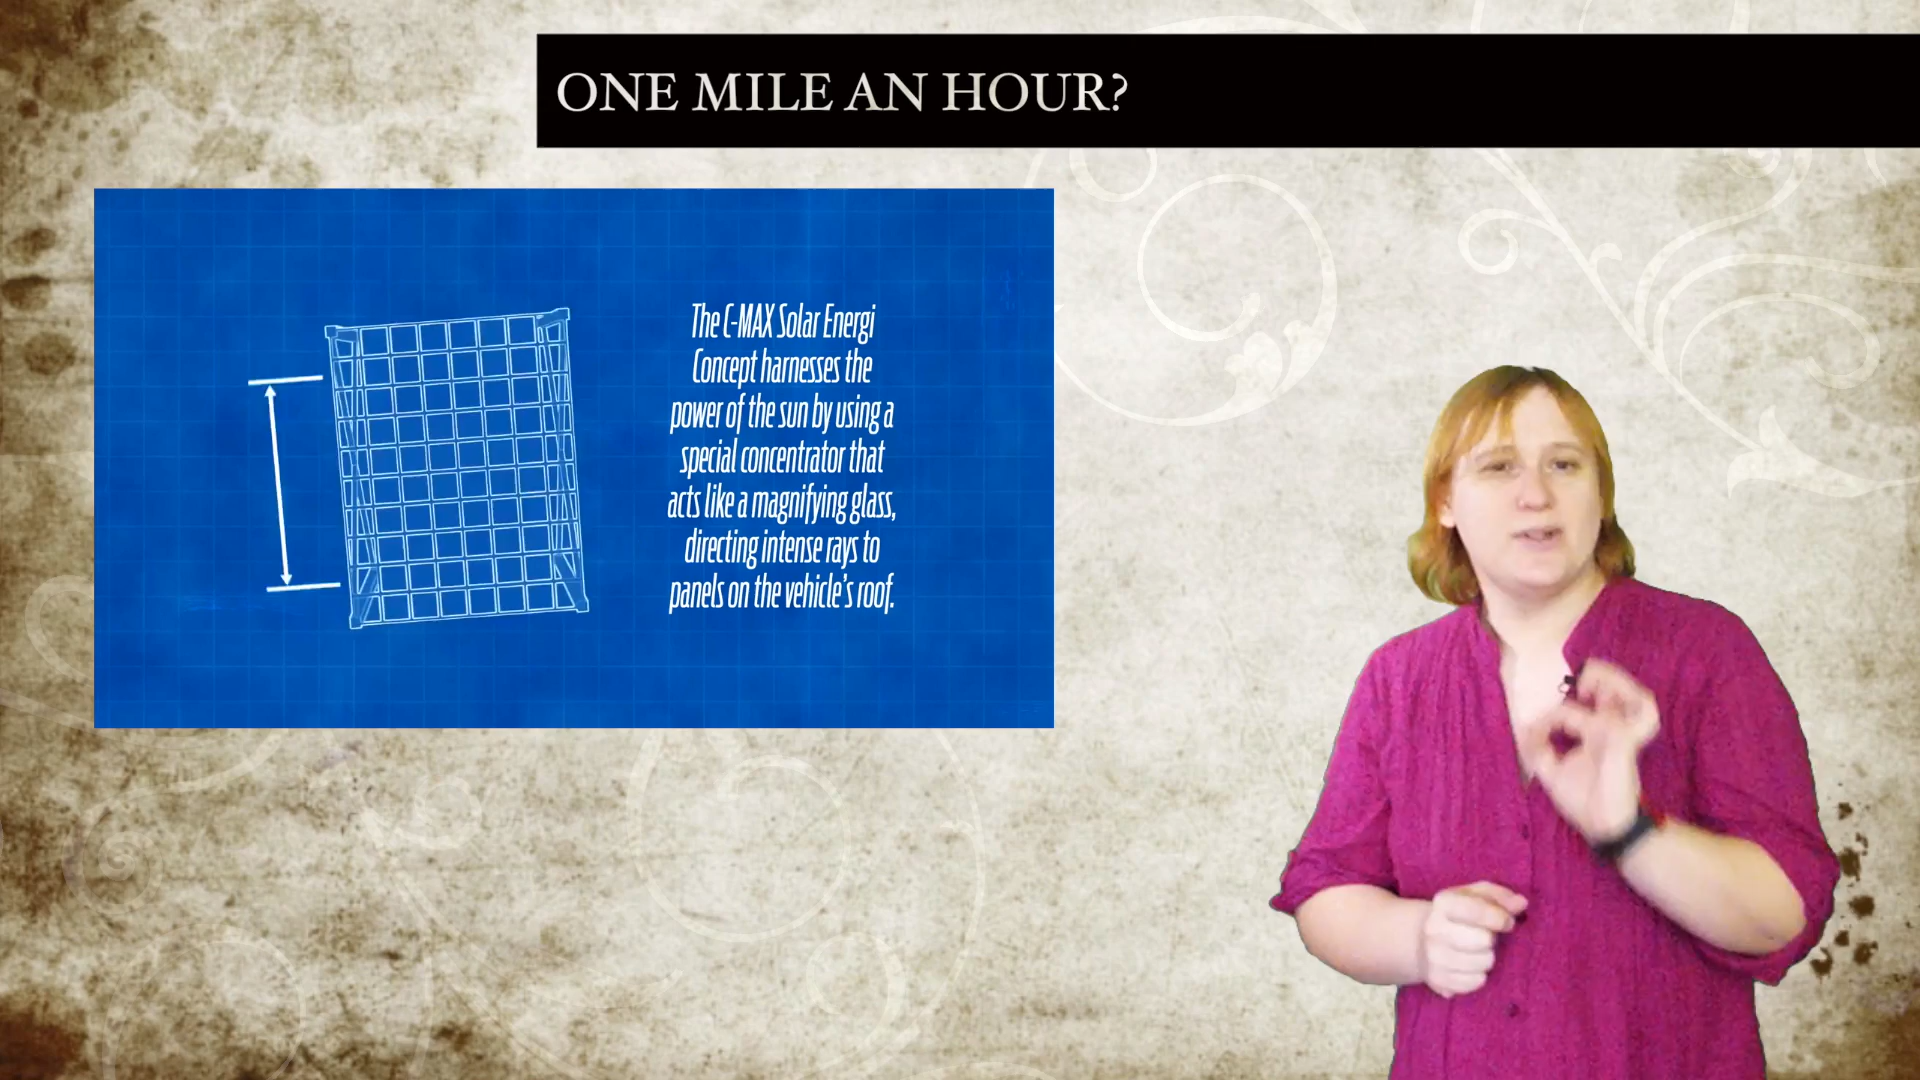 ONE MILE AN HOUR?
The C-MAX Solar Energi
Concept harnesses the
power of the sun by using a
special concentrator that
acts like a magnifying glass,
directing intense rays to
panels on the vehicle's roof.